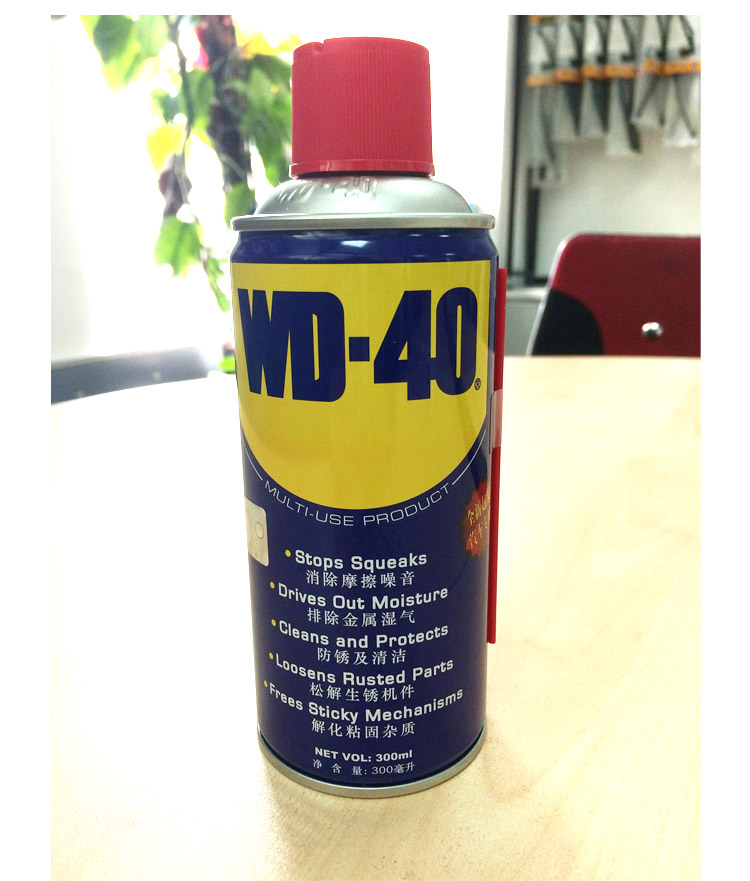 WD-40®
MULTI-USE PRODUCT
• Stops Squeaks
消除摩擦噪音
• Drives Out Moisture
排除金属湿气
• Cleans and Protects
防锈及清洁
• Loosens Rusted Parts
松解生锈机件
• Frees Sticky Mechanisms
解化粘固杂质
NET VOL: 300ml
净 含 量: 300毫升